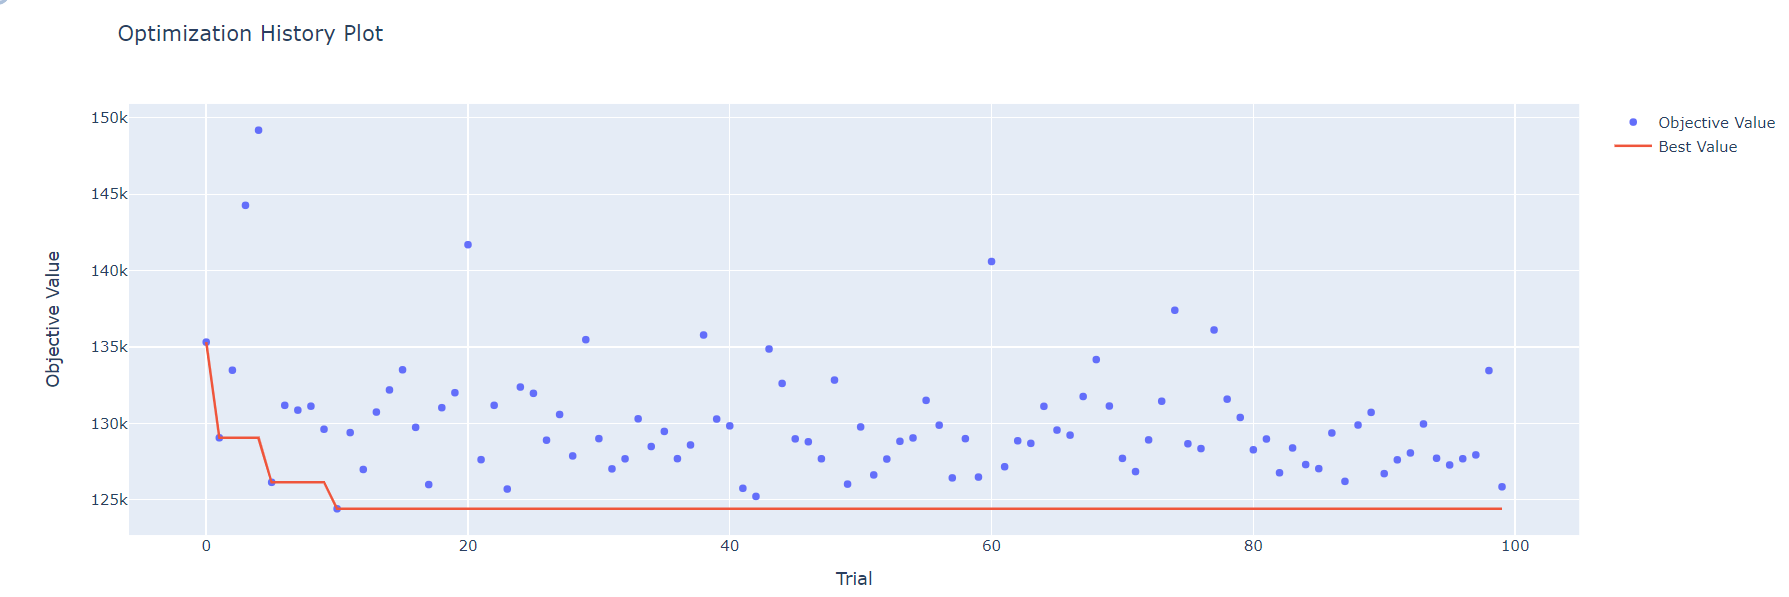 Optimization History Plot
Objective Value
Best Value
150k
145k
140k
135k
130k
125k
Objective Value
0 20 40 60 80 100
Trial